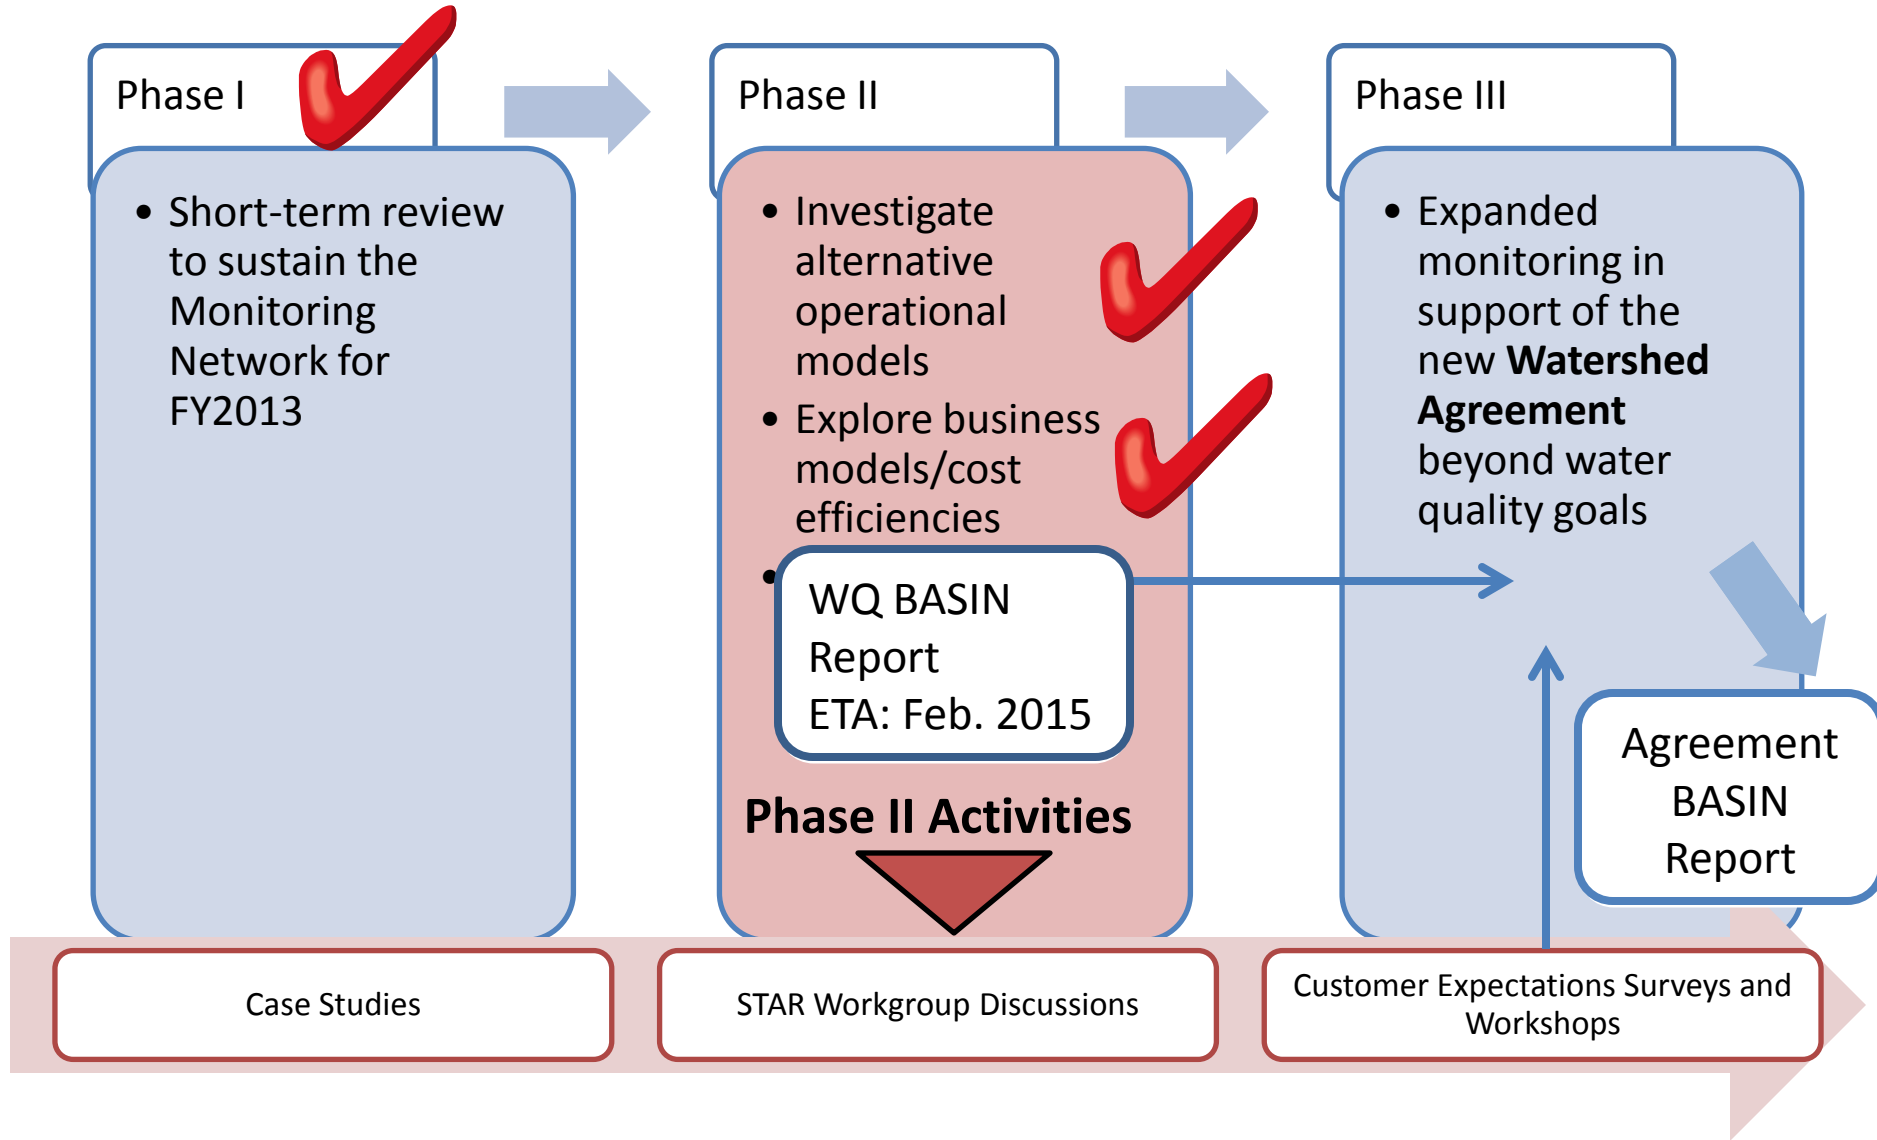 Phase I
• Short-term review
to sustain the
Monitoring
Network for
FY2013
Phase II
• Investigate
alternative
operational
models
• Explore business
models/cost
efficiencies
•
WQ BASIN
Report
ETA: Feb. 2015
Phase II Activities
Phase III
• Expanded
monitoring in
support of the
new Watershed
Agreement
beyond water
quality goals
Agreement
BASIN
Report
Case Studies
STAR Workgroup Discussions
Customer Expectations Surveys and
Workshops